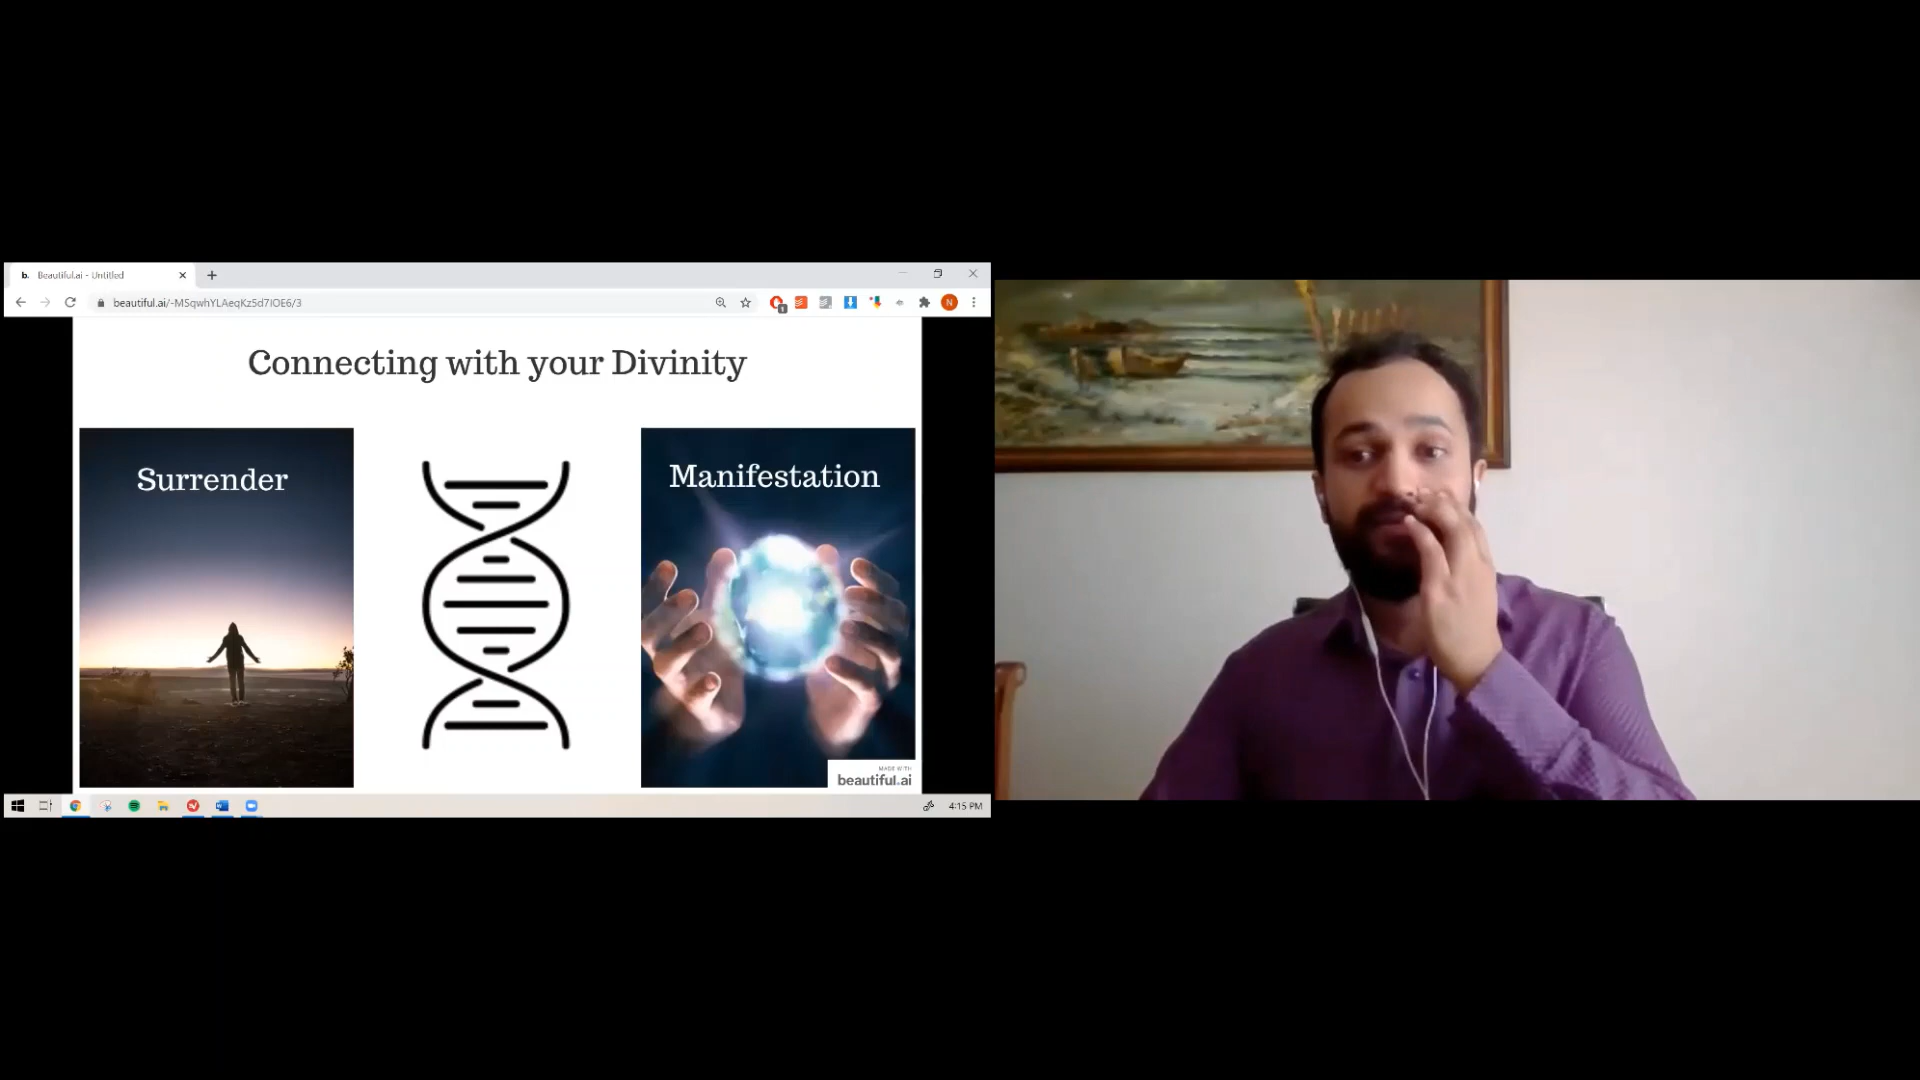 b. Beautiful.ai - Untitled
beautiful.ai/-MSqwhYLAeqKzSd7IOE6/3
N
Connecting with your Divinity
Surrender
Manifestation
MADE WITH
beautiful.ai
4:15 PM